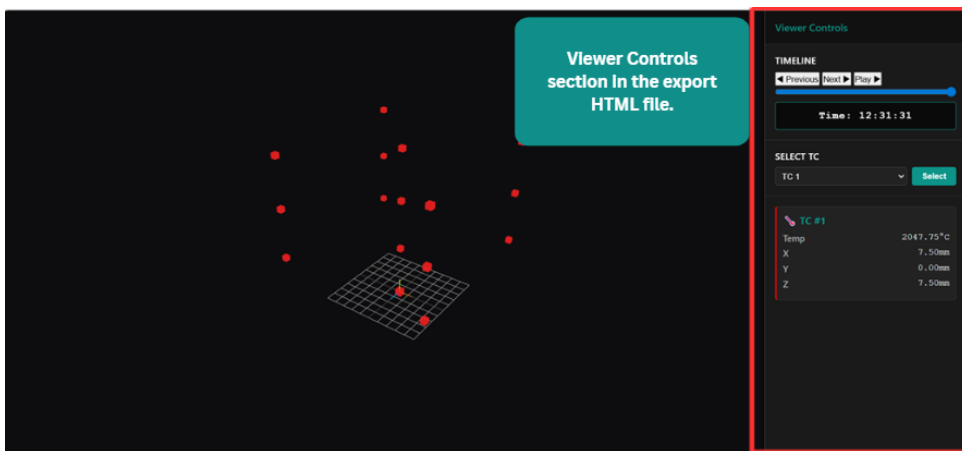 Viewer Controls
section in the export
HTML file.
Viewer Controls
TIMELINE
◀ Previous Next ▶ Play ▶
Time: 12:31:31
SELECT TC
TC 1 Select
TC #1
Temp 2047.75°C
X 7.50mm
Y 0.00mm
Z 7.50mm